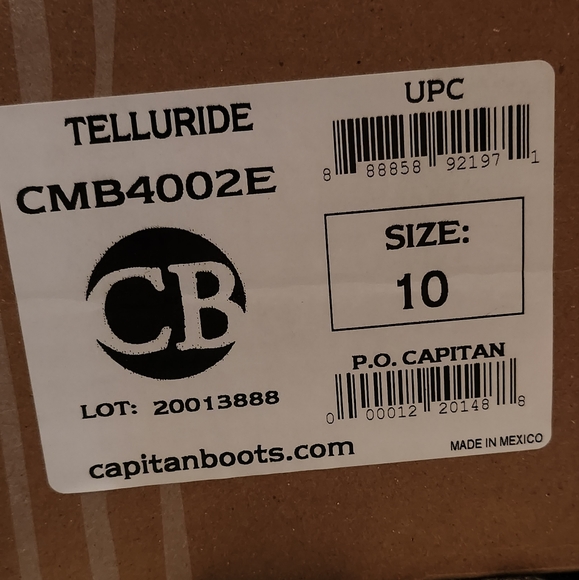 TELLURIDE
CMB4002E
CB
LOT: 20013888
capitanboots.com
UPC
8 88858 92197 1
SIZE:
10
P.O. CAPITAN
0 00012 20148 8
MADE IN MEXICO